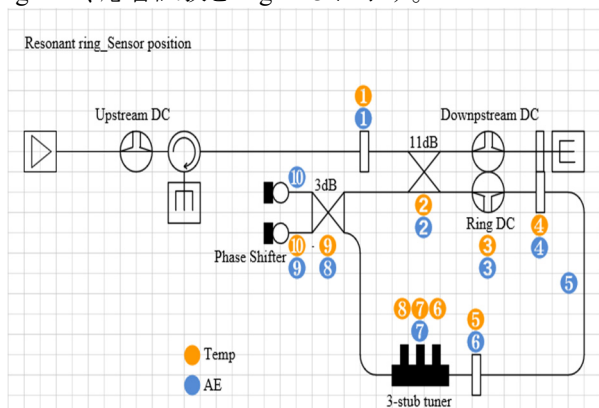 Resonant ring_Sensor position
Upstream DC
Downpstream DC
1
1
11dB
10
3dB
2
2
Ring DC
Phase Shifter
10
9
9
8
3
3
4
4
5
8 7 6
7
5
6
Temp
AE
3-stub tuner